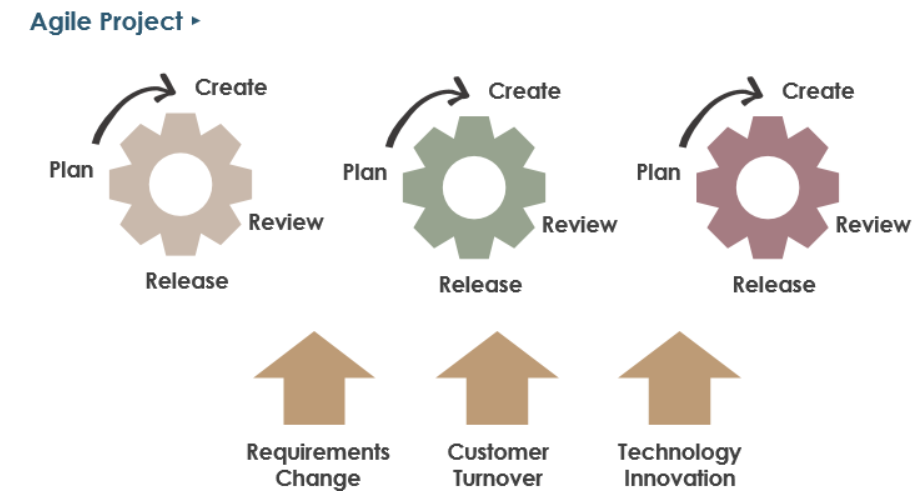 Agile Project ▸
Create
Plan
Review
Release
Create
Plan
Review
Release
Create
Plan
Review
Release
Requirements
Change
Customer
Turnover
Technology
Innovation